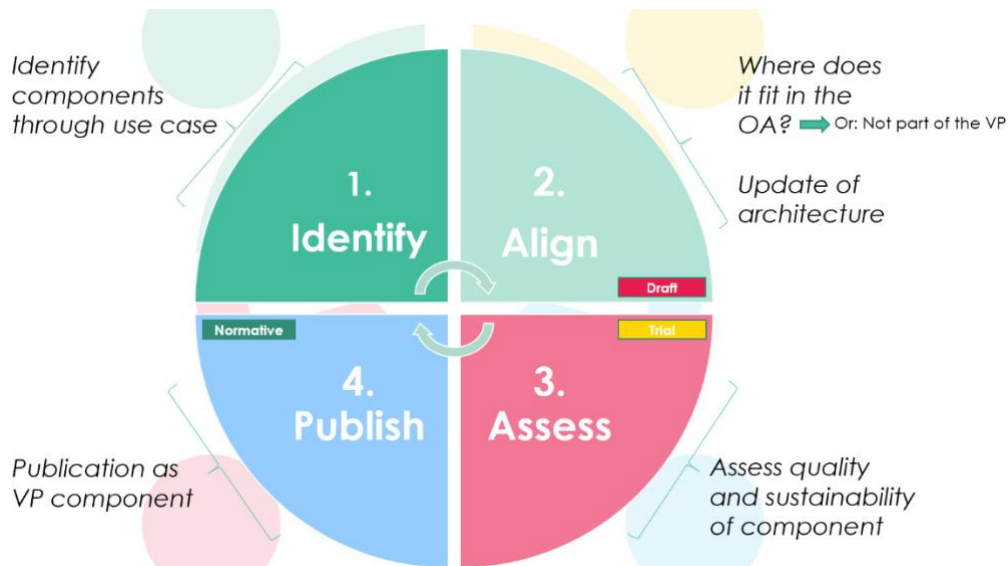 Identify
components
through use case
Where does
it fit in the
OA? Or: Not part of the VP
Update of
architecture
1.
Identify
2.
Align
Draft
Normative
Trial
4.
Publish
3.
Assess
Publication as
VP component
Assess quality
and sustainability
of component